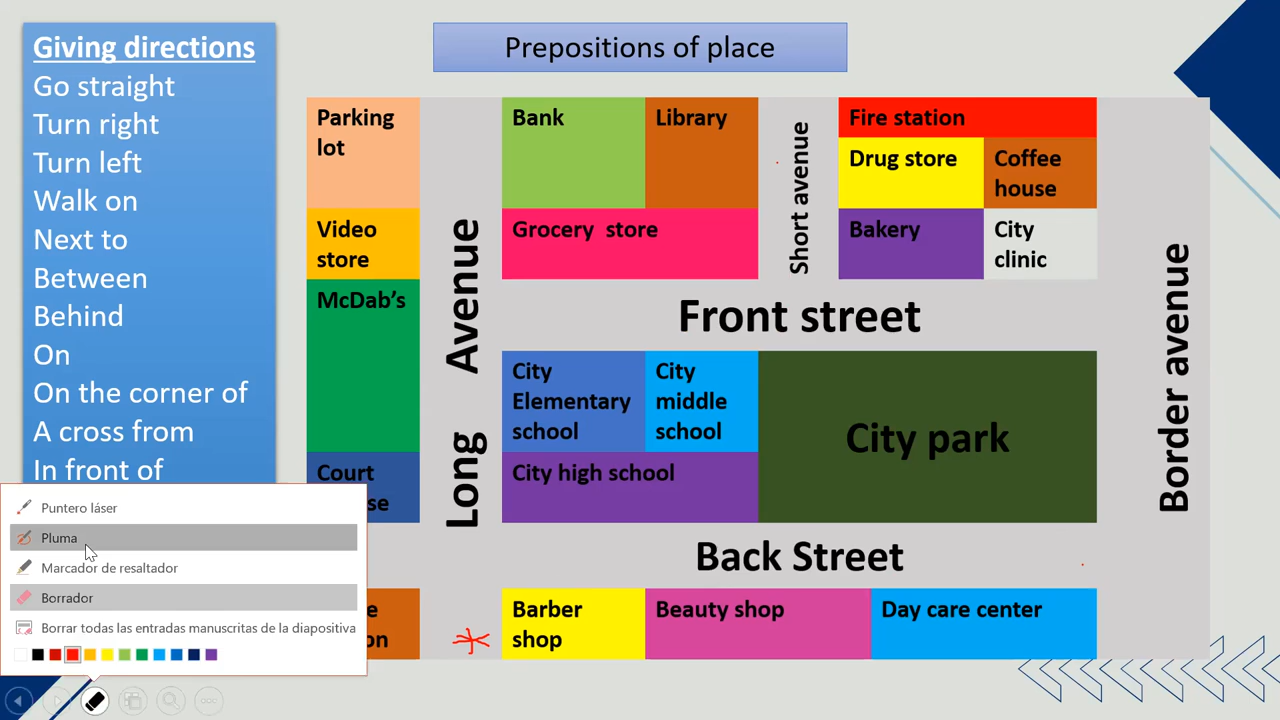 Giving directions
Go straight
Turn right
Turn left
Walk on
Next to
Between
Behind
On
On the corner of
A cross from
In front of
Prepositions of place
Parking
lot
Video
store
McDab's
Court
se
e
on
Long Avenue
Bank
Library
Grocery store
Short avenue
Fire station
Drug store
Coffee
house
Bakery
City
clinic
Front street
City
Elementary
school
City
middle
school
City high school
City park
Border avenue
Back Street
Barber
shop
Beauty shop
Day care center
Puntero láser
Pluma
Marcador de resaltador
Borrador
Borrar todas las entradas manuscritas de la diapositiva